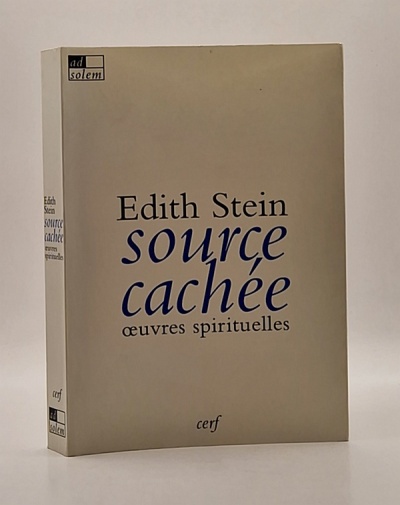 ad
solem
Edith Stein
source
cachée
œuvres spirituelles
cerf
Edith
Stein
source
cachée
œuvres
spirituelles
cerf
ad
solem